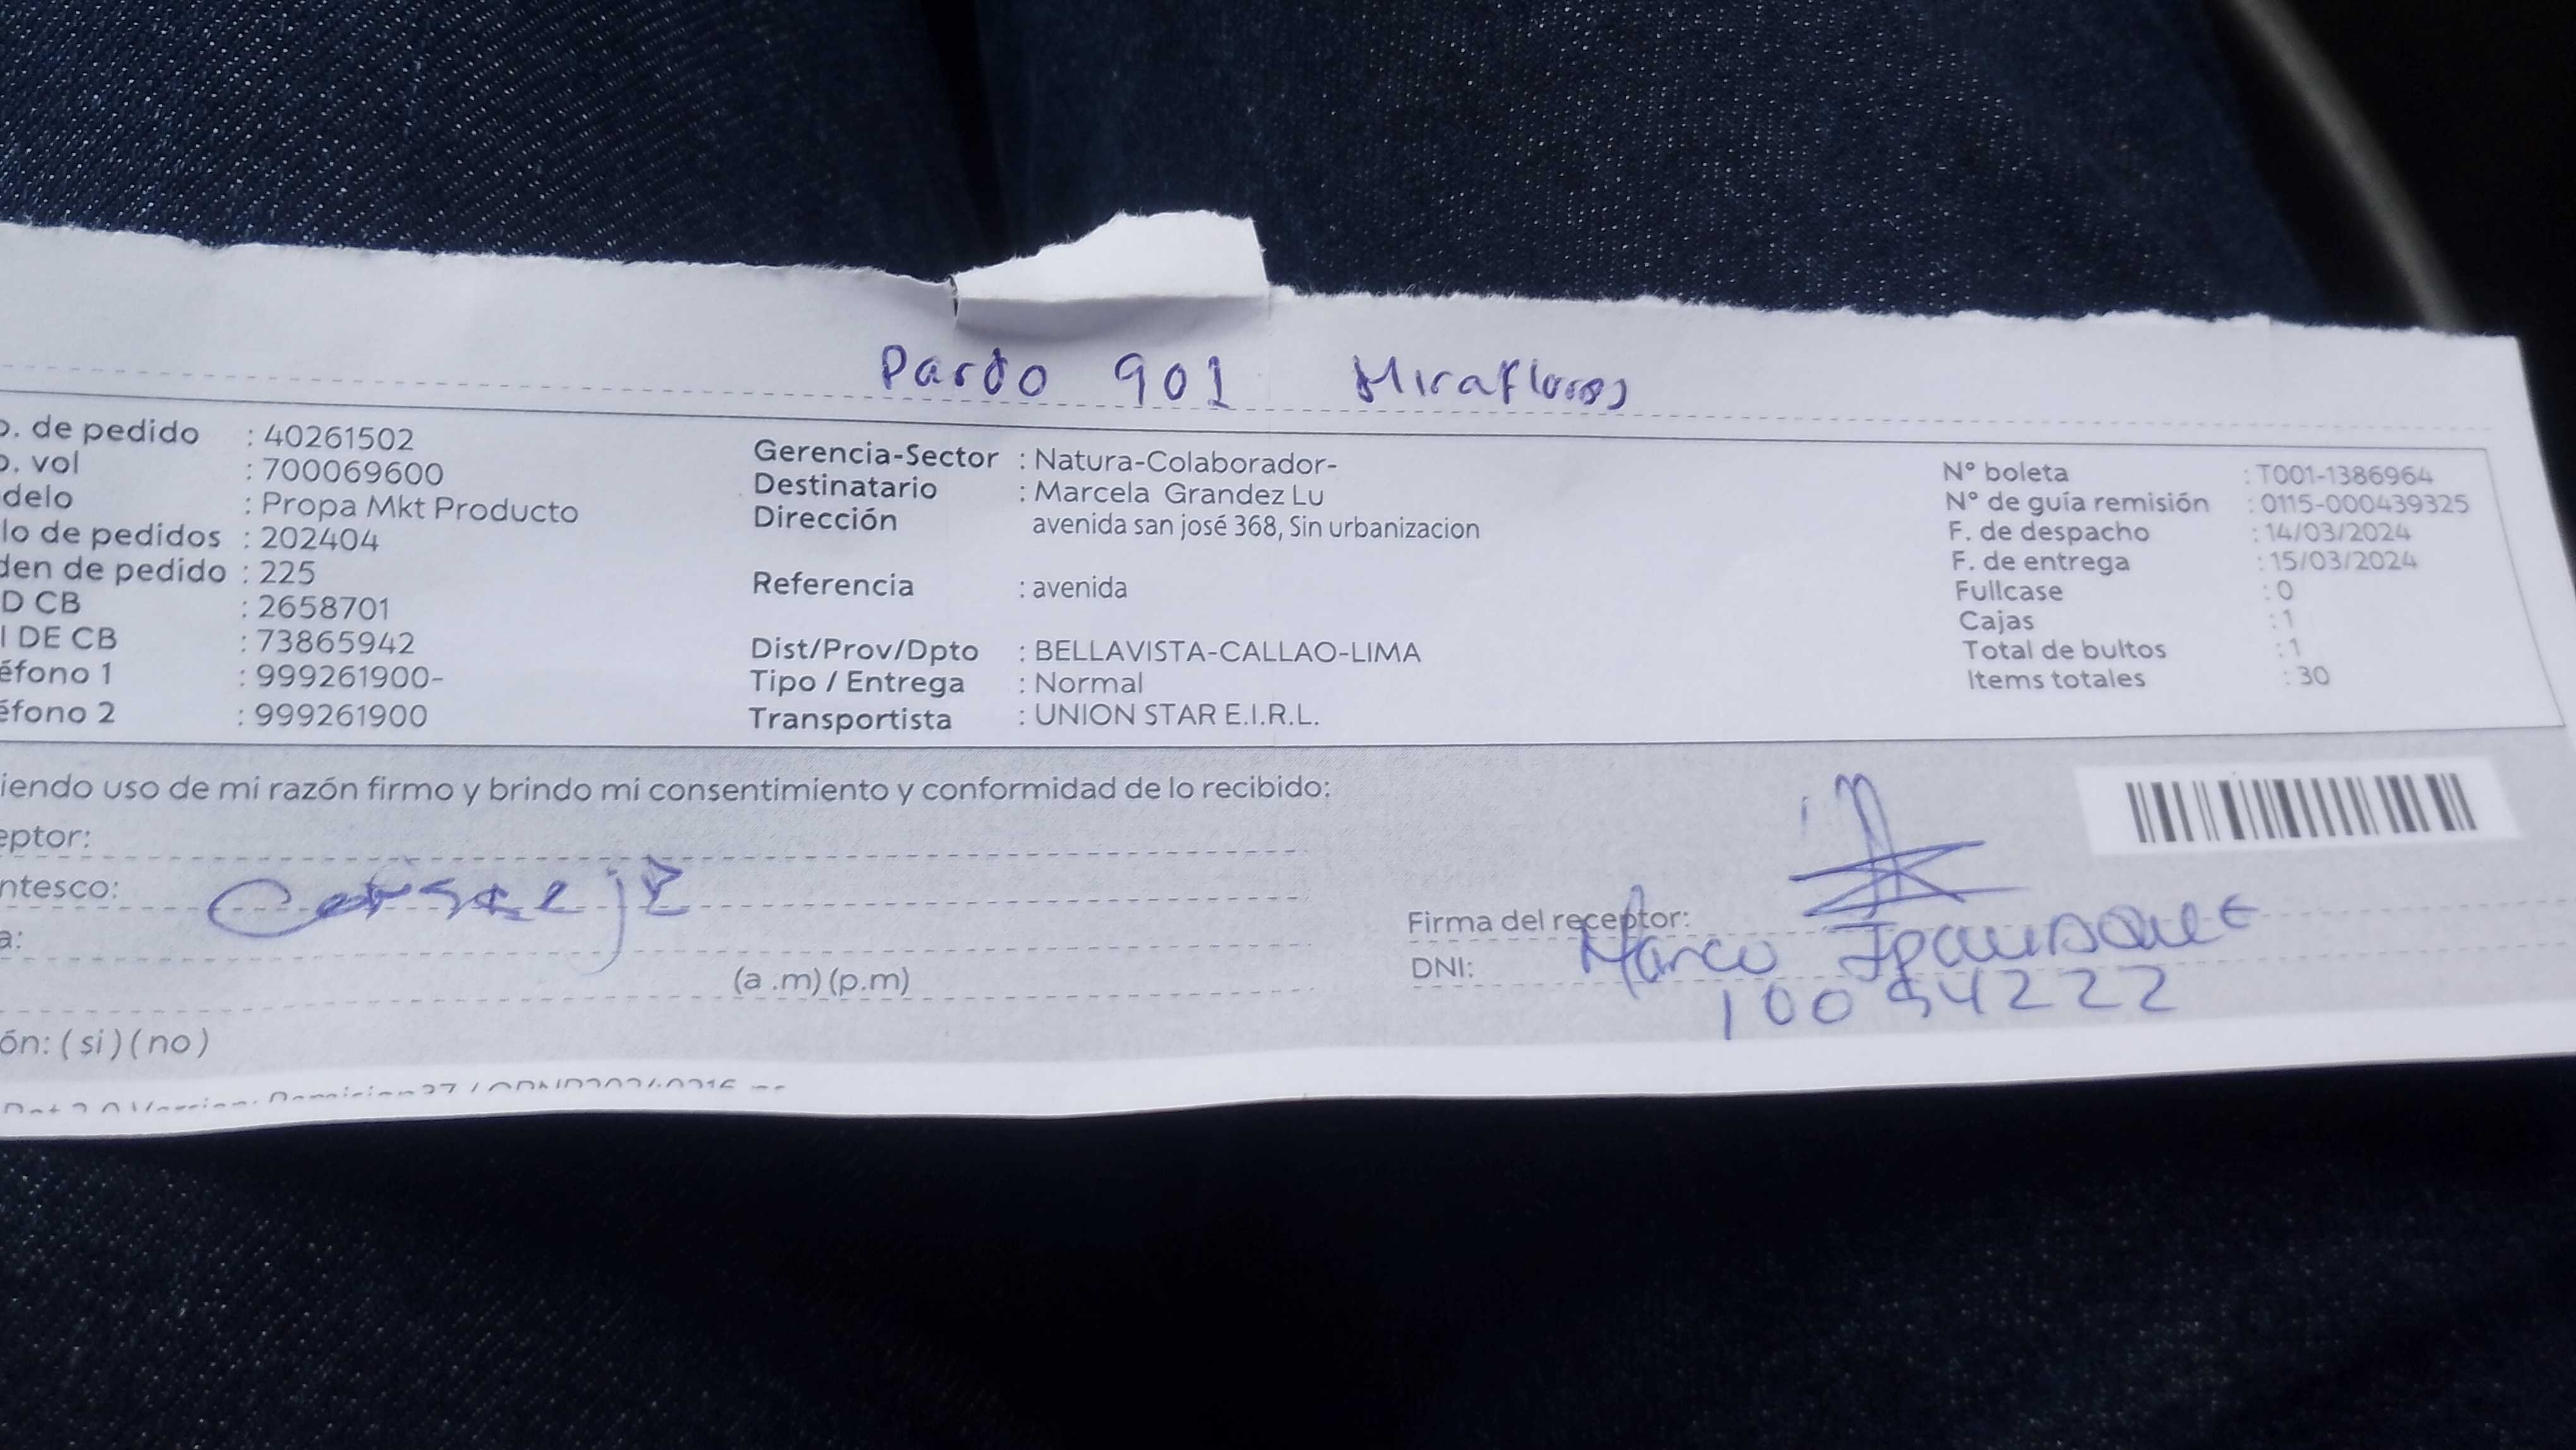 Pardo 901 Miraflores
o. de pedido : 40261502
o. vol : 700069600
delo : Propa Mkt Producto
lo de pedidos : 202404
den de pedido : 225
D CB : 2658701
I DE CB : 73865942
éfono 1 : 999261900-
éfono 2 : 999261900
Gerencia-Sector : Natura-Colaborador-
Destinatario : Marcela Grandez Lu
Dirección avenida san josé 368, Sin urbanizacion
Referencia : avenida
Dist/Prov/Dpto : BELLAVISTA-CALLAO-LIMA
Tipo / Entrega : Normal
Transportista : UNION STAR E.I.R.L.
N° boleta : T001-1386964
N° de guía remisión : 0115-000439325
F. de despacho : 14/03/2024
F. de entrega : 15/03/2024
Fullcase : 0
Cajas : 1
Total de bultos : 1
Items totales : 30
iendo uso de mi razón firmo y brindo mi consentimiento y conformidad de lo recibido:
eptor:
ntesco:
a:
(a .m) (p.m)
ón: ( si ) ( no )
Firma del receptor:
DNI: Marco
10054222